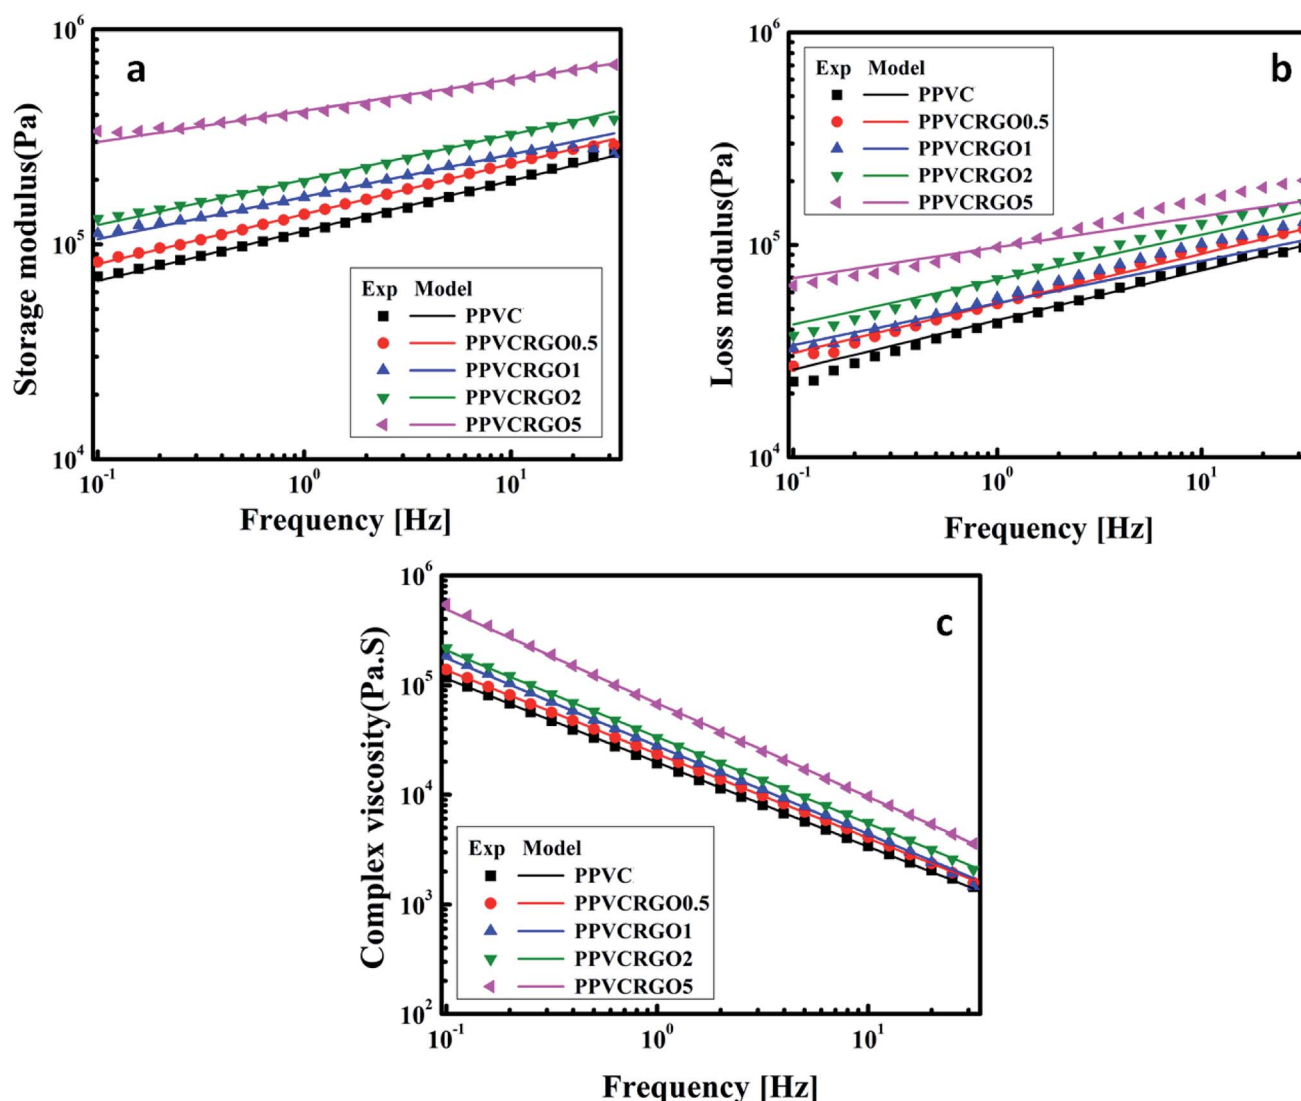 a
Storage modulus(Pa)
10^6
10^5
10^4
Exp Model
PPVC
PPVCRGO0.5
PPVCRGO1
PPVCRGO2
PPVCRGO5
10^-1 10^0 10^1
Frequency [Hz]
b
Loss modulus(Pa)
10^6
10^5
10^4
Exp Model
PPVC
PPVCRGO0.5
PPVCRGO1
PPVCRGO2
PPVCRGO5
10^-1 10^0 10^1
Frequency [Hz]
c
Complex viscosity(Pa.S)
10^6
10^5
10^4
10^3
10^2
Exp Model
PPVC
PPVCRGO0.5
PPVCRGO1
PPVCRGO2
PPVCRGO5
10^-1 10^0 10^1
Frequency [Hz]